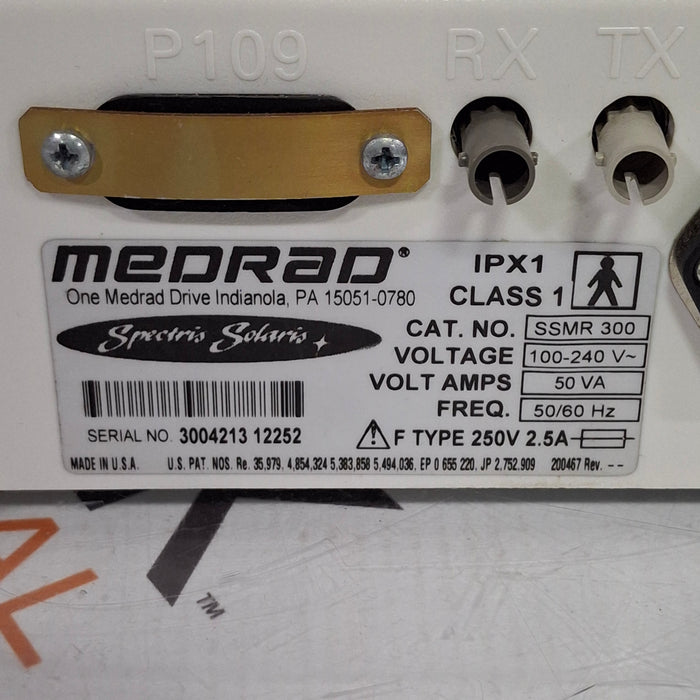 P109 RX TX
MEDRAD®
One Medrad Drive Indianola, PA 15051-0780
IPX1
CLASS 1
Spectris Solaris
CAT. NO. SSMR 300
VOLTAGE 100-240 V~
VOLT AMPS 50 VA
FREQ. 50/60 Hz
SERIAL NO. 3004213 12252
F TYPE 250V 2.5A
MADE IN U.S.A. U.S. PAT. NOS. Re. 35,979, 4,854,324 5,383,858 5,494,036, EP 0 655 220, JP 2,752,909 200467 Rev. --
AL
TM